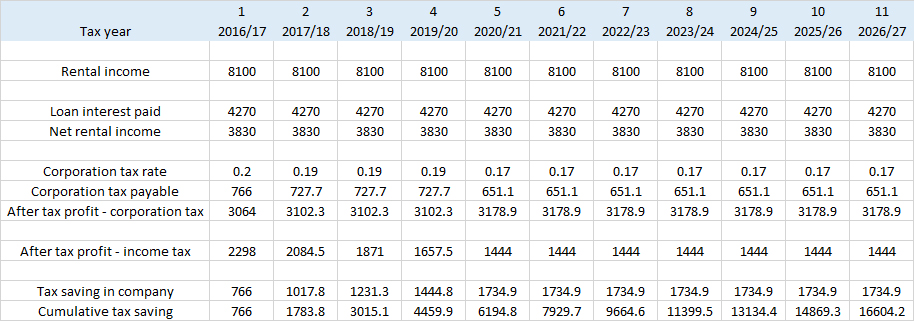 1 2 3 4 5 6 7 8 9 10 11
Tax year 2016/17 2017/18 2018/19 2019/20 2020/21 2021/22 2022/23 2023/24 2024/25 2025/26 2026/27
Rental income 8100 8100 8100 8100 8100 8100 8100 8100 8100 8100 8100
Loan interest paid 4270 4270 4270 4270 4270 4270 4270 4270 4270 4270 4270
Net rental income 3830 3830 3830 3830 3830 3830 3830 3830 3830 3830 3830
Corporation tax rate 0.2 0.19 0.19 0.19 0.17 0.17 0.17 0.17 0.17 0.17 0.17
Corporation tax payable 766 727.7 727.7 727.7 651.1 651.1 651.1 651.1 651.1 651.1 651.1
After tax profit - corporation tax 3064 3102.3 3102.3 3102.3 3178.9 3178.9 3178.9 3178.9 3178.9 3178.9 3178.9
After tax profit - income tax 2298 2084.5 1871 1657.5 1444 1444 1444 1444 1444 1444 1444
Tax saving in company 766 1017.8 1231.3 1444.8 1734.9 1734.9 1734.9 1734.9 1734.9 1734.9 1734.9
Cumulative tax saving 766 1783.8 3015.1 4459.9 6194.8 7929.7 9664.6 11399.5 13134.4 14869.3 16604.2